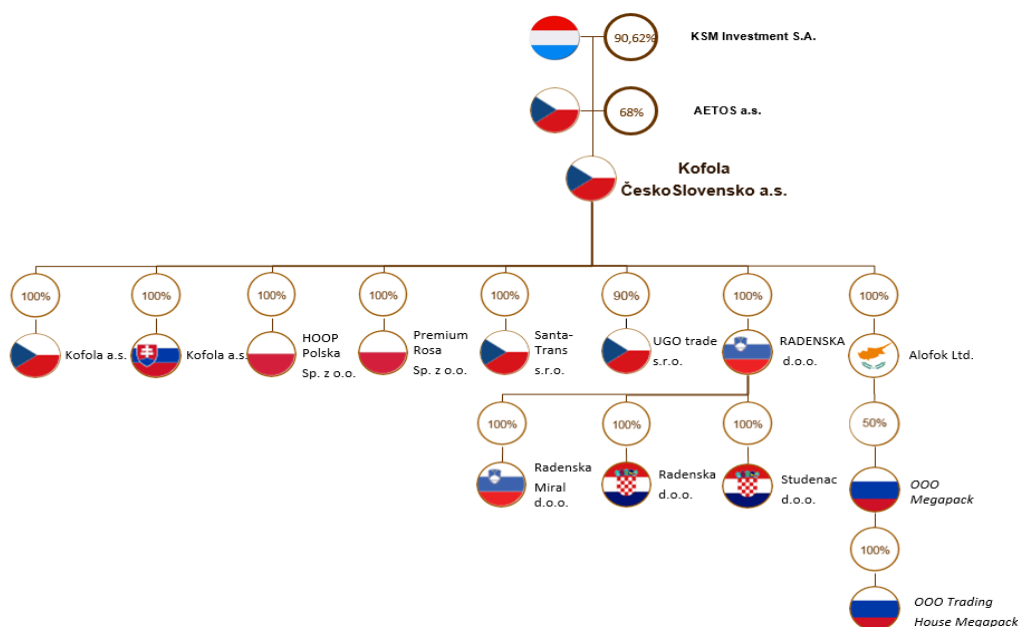 90,62%
KSM Investment S.A.
68%
AETOS a.s.
Kofola
ČeskoSlovensko a.s.
100%
100%
100%
100%
100%
90%
100%
100%
Kofola a.s.
Kofola a.s.
HOOP
Polska
Sp. z o.o.
Premium
Rosa
Sp. z o.o.
Santa-
Trans
s.r.o.
UGO trade
s.r.o.
RADENSKA
d.o.o.
Alofok Ltd.
100%
100%
100%
50%
Radenska
Miral
d.o.o.
Radenska
d.o.o.
Studenac
d.o.o.
OOO
Megapack
100%
OOO Trading
House Megapack